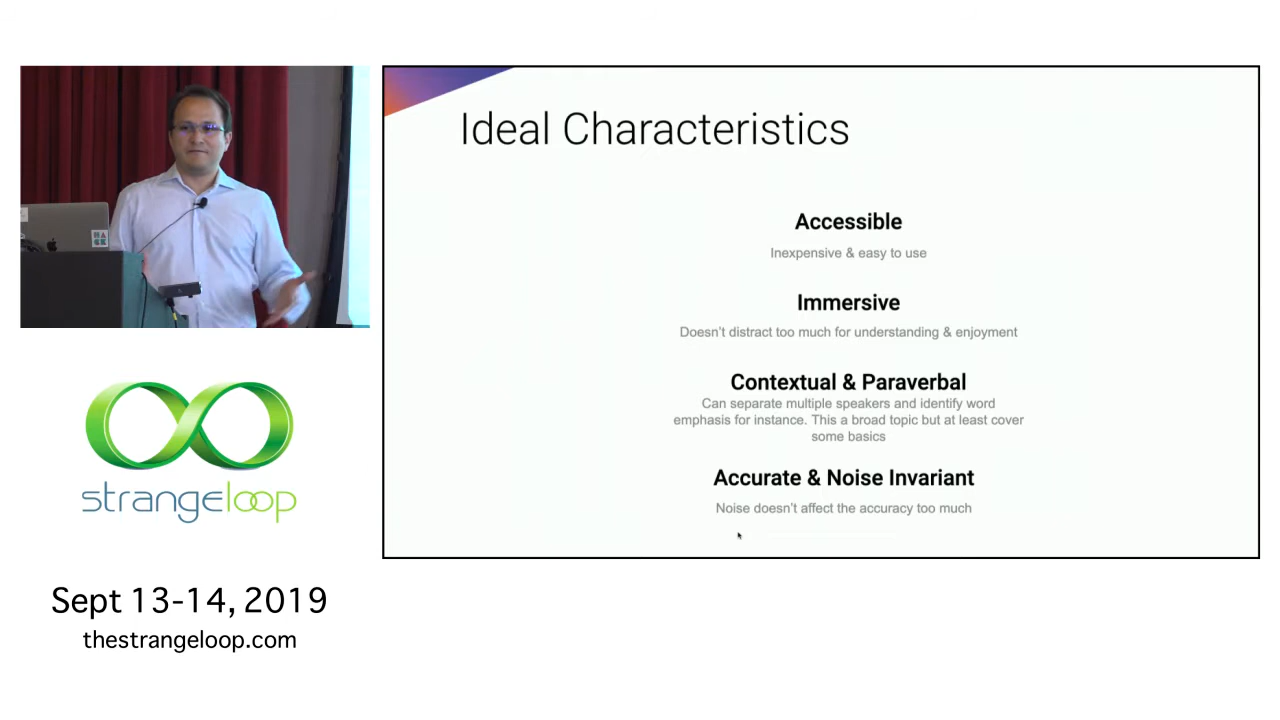 Ideal Characteristics
Accessible
Inexpensive & easy to use
Immersive
Doesn't distract too much for understanding & enjoyment
Contextual & Paraverbal
Can separate multiple speakers and identify word
emphasis for instance. This a broad topic but at least cover
some basics
Accurate & Noise Invariant
Noise doesn't affect the accuracy too much
strangeloop
Sept 13-14, 2019
thestrangeloop.com